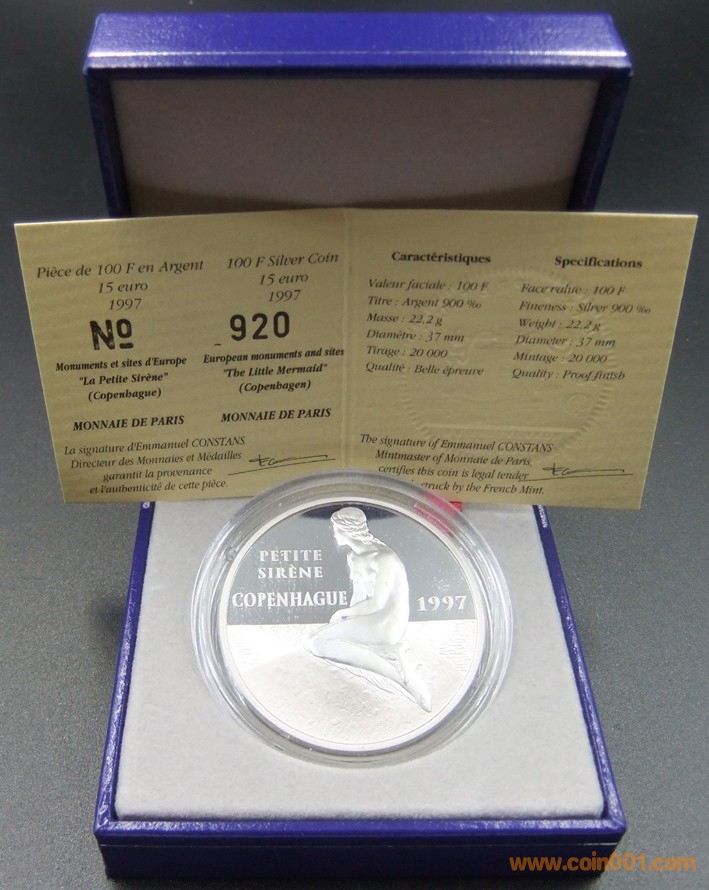 Pièce de 100 F en Argent
15 euro
1997
Nº
Monuments et sites d'Europe
"La Petite Sirène"
(Copenhague)
MONNAIE DE PARIS
100 F Silver Coin
15 euro
1997
920
European monuments and sites
"The Little Mermaid"
(Copenhagen)
MONNAIE DE PARIS
La signature d'Emmanuel CONSTANS
Directeur des Monnaies et Médailles
garantit la provenance
et l'authenticité de cette pièce.
Caractéristiques
Valeur faciale : 100 F
Titre : Argent 900 ‰
Masse : 22,2 g
Diamètre : 37 mm
Tirage : 20 000
Qualité : Belle épreuve
Specifications
Face value : 100 F
Fineness : Silver 900 ‰
Weight : 22,2 g
Diameter : 37 mm
Mintage : 20 000
Quality : Proof finish
The signature of Emmanuel CONSTANS
Mintmaster of Monnaie de Paris,
certifies this coin is legal tender
struck by the French Mint.
PETITE
SIRÈNE
COPENHAGUE
1997
www.coin001.com